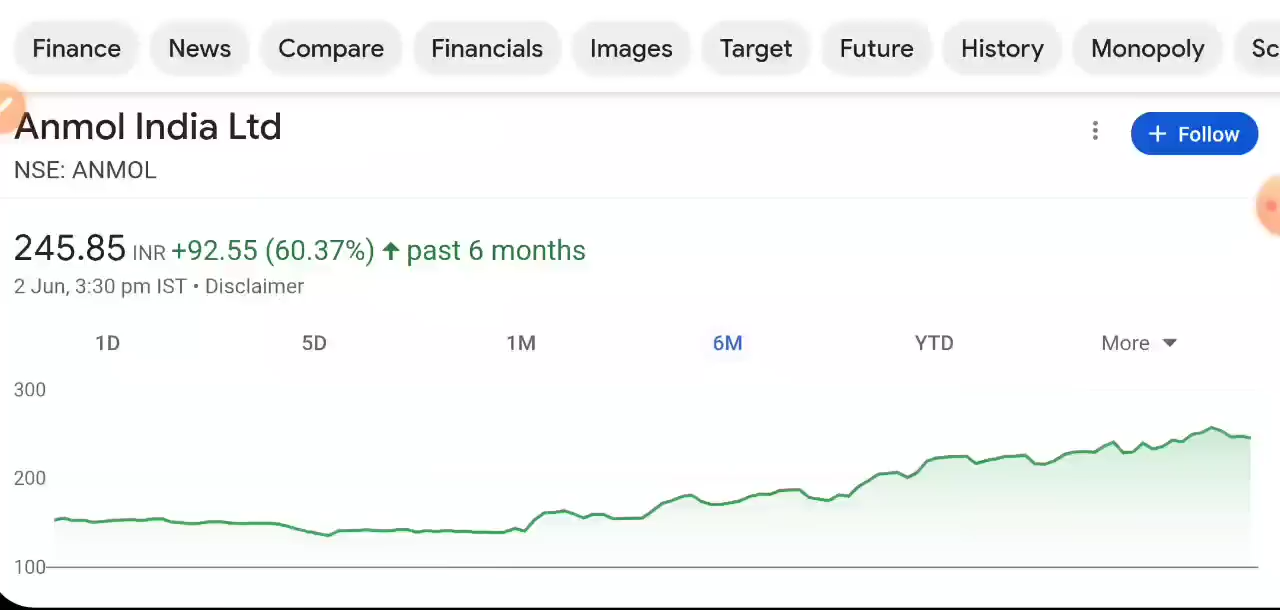 Finance News Compare Financials Images Target Future History Monopoly Sc
Anmol India Ltd
+ Follow
NSE: ANMOL
245.85 INR +92.55 (60.37%) ↑ past 6 months
2 Jun, 3:30 pm IST • Disclaimer
1D 5D 1M 6M YTD More
300
200
100